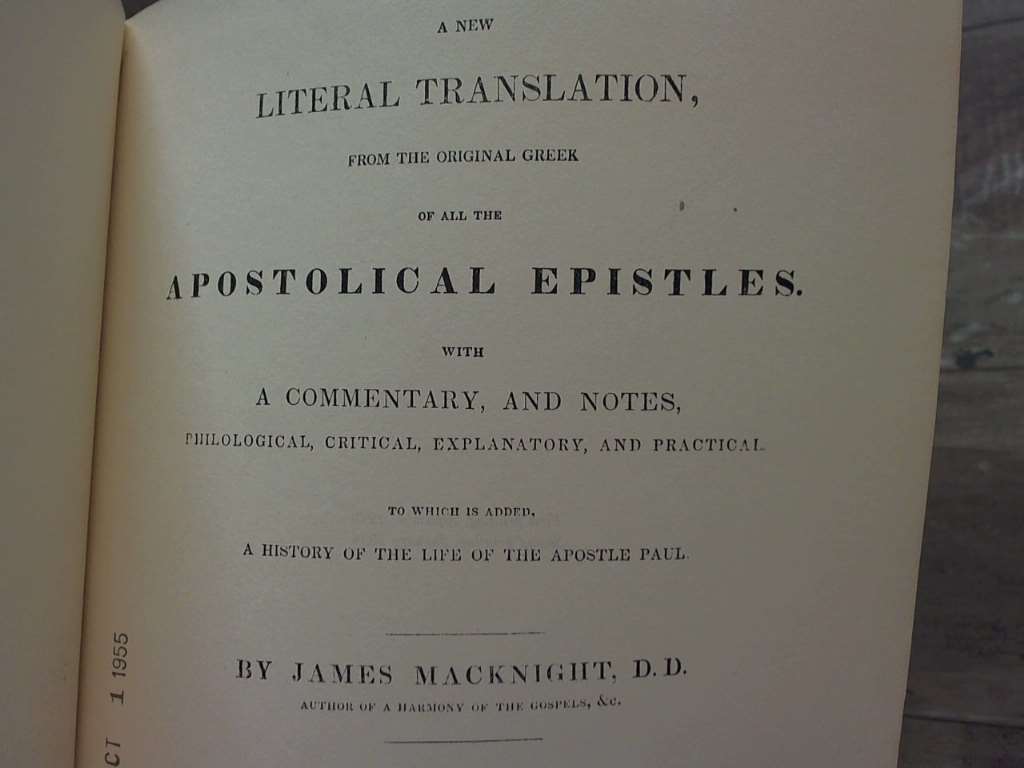 A NEW
LITERAL TRANSLATION,
FROM THE ORIGINAL GREEK
OF ALL THE
APOSTOLICAL EPISTLES.
WITH
A COMMENTARY, AND NOTES,
PHILOLOGICAL, CRITICAL, EXPLANATORY, AND PRACTICAL
TO WHICH IS ADDED,
A HISTORY OF THE LIFE OF THE APOSTLE PAUL.
BY JAMES MACKNIGHT, D.D.
AUTHOR OF A HARMONY OF THE GOSPELS, &c.
CT 1 1955